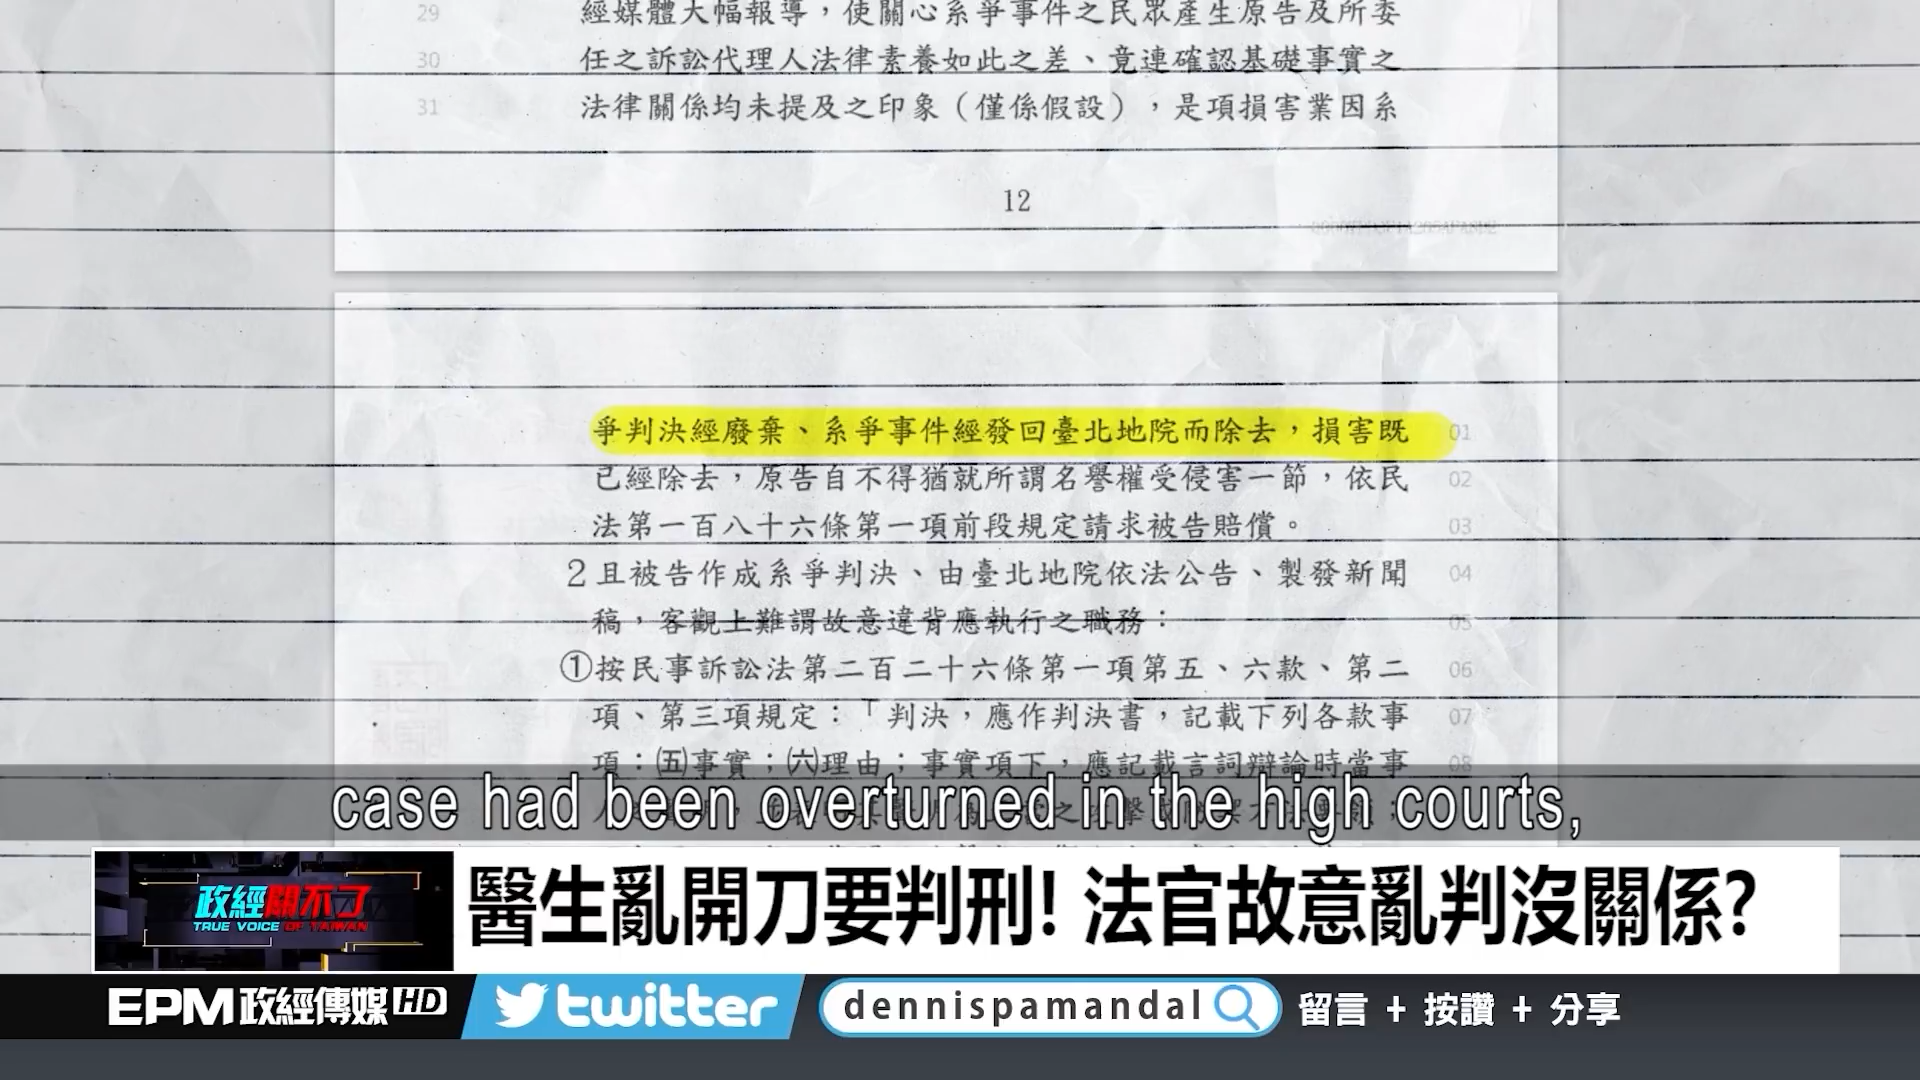 29 經媒體大幅報導，使關心系爭事件之民眾產生原告及所委
30 任之訴訟代理人法律素養如此之差、竟連確認基礎事實之
31 法律關係均未提及之印象（僅係假設），是項損害業因系
12
爭判決經廢棄、系爭事件經發回臺北地院而除去，損害既 01
已經除去，原告自不得猶就所謂名譽權受侵害一節，依民 02
法第一百八十六條第一項前段規定請求被告賠償。 03
2且被告作成系爭判決、由臺北地院依法公告、製發新聞 04
稿，客觀上難謂故意違背應執行之職務： 05
①按民事訴訟法第二百二十六條第一項第五、六款、第二 06
項、第三項規定：「判決，應作判決書，記載下列各款事 07
項：㈤事實；㈥理由；事實項下，應記載言詞辯論時當事 08
case had been overturned in the high courts,
政經關不了
TRUE VOICE OF TAIWAN
醫生亂開刀要判刑! 法官故意亂判沒關係?
EPM政經傳媒HD
twitter
dennispamandal
留言 + 按讚 + 分享